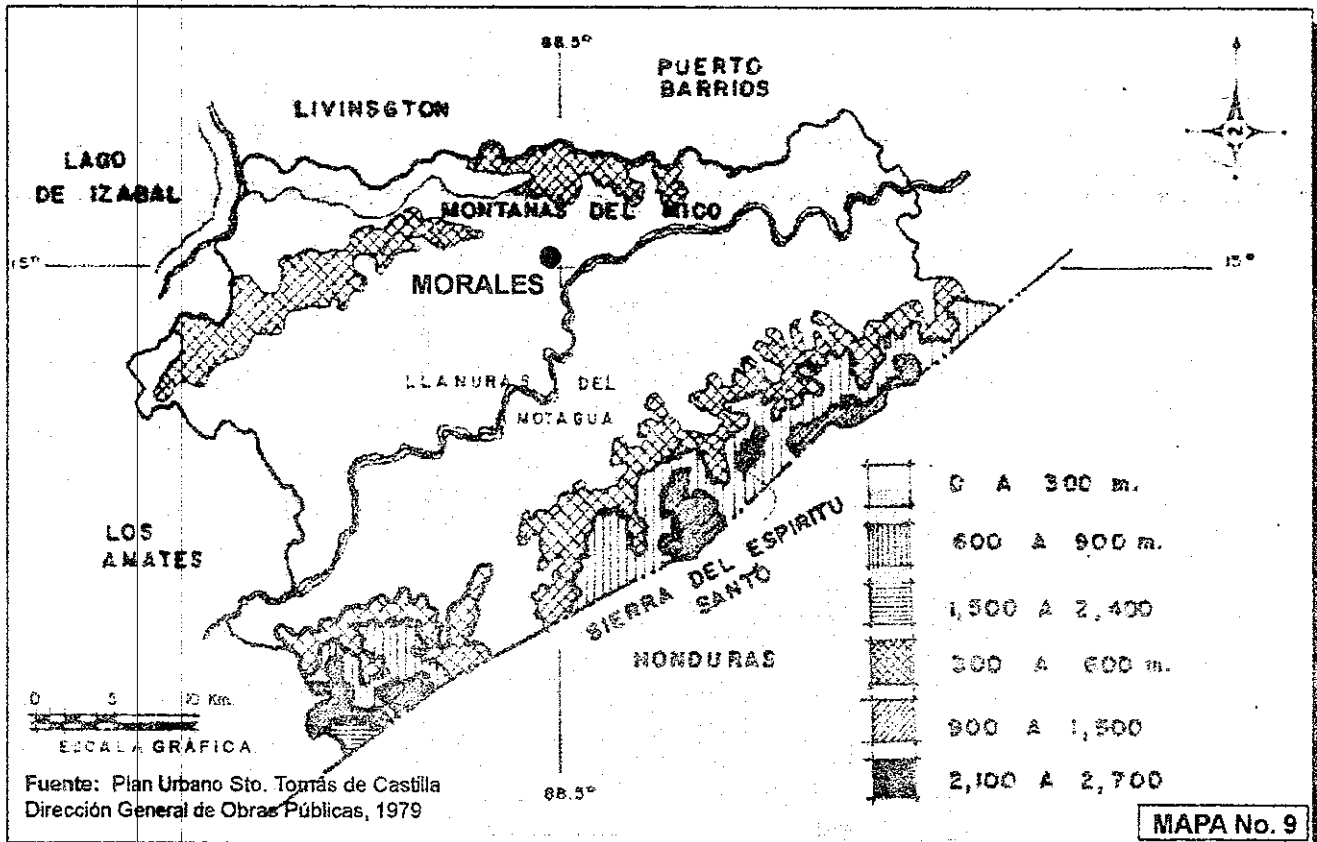 88.5°
PUERTO
BARRIOS
LIVINSGTON
LAGO
DE IZABAL
MONTANAS DEL MICO
15°
15°
MORALES
LLANURAS DEL
MOTAGUA
LOS
AMATES
SIERRA DEL ESPIRITU
SANTO
HONDURAS
0 A 300 m.
600 A 900 m.
1,500 A 2,400
300 A 600 m.
900 A 1,500
2,100 A 2,700
0 5 10 Km.
ESCALA GRÁFICA
Fuente: Plan Urbano Sto. Tomás de Castilla
Dirección General de Obras Públicas, 1979
88.5°
MAPA No. 9